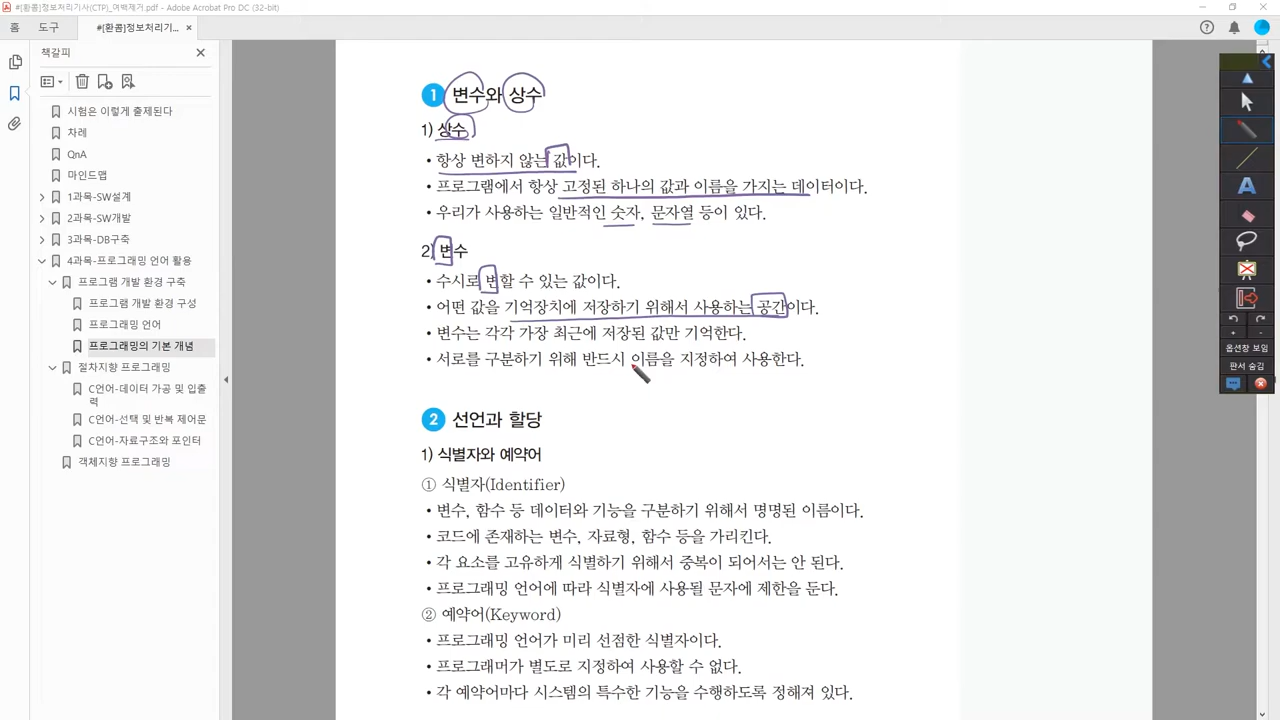 #[환콤]정보처리기사(CTP)_여백제거.pdf - Adobe Acrobat Pro DC (32-bit)
홈 도구 #[환콤]정보처리기... ×
책갈피
시험은 이렇게 출제된다
차례
QnA
마인드맵
1과목-SW설계
2과목-SW개발
3과목-DB구축
4과목-프로그래밍 언어 활용
프로그램 개발 환경 구축
프로그램 개발 환경 구성
프로그래밍 언어
프로그래밍의 기본 개념
절차지향 프로그래밍
C언어-데이터 가공 및 입출
력
C언어-선택 및 반복 제어문
C언어-자료구조와 포인터
객체지향 프로그래밍
1 변수와 상수
1) 상수
• 항상 변하지 않는 값이다.
• 프로그램에서 항상 고정된 하나의 값과 이름을 가지는 데이터이다.
• 우리가 사용하는 일반적인 숫자, 문자열 등이 있다.
2) 변수
• 수시로 변할 수 있는 값이다.
• 어떤 값을 기억장치에 저장하기 위해서 사용하는 공간이다.
• 변수는 각각 가장 최근에 저장된 값만 기억한다.
• 서로를 구분하기 위해 반드시 이름을 지정하여 사용한다.
2 선언과 할당
1) 식별자와 예약어
① 식별자(Identifier)
• 변수, 함수 등 데이터와 기능을 구분하기 위해서 명명된 이름이다.
• 코드에 존재하는 변수, 자료형, 함수 등을 가리킨다.
• 각 요소를 고유하게 식별하기 위해서 중복이 되어서는 안 된다.
• 프로그래밍 언어에 따라 식별자에 사용될 문자에 제한을 둔다.
② 예약어(Keyword)
• 프로그래밍 언어가 미리 선점한 식별자이다.
• 프로그래머가 별도로 지정하여 사용할 수 없다.
• 각 예약어마다 시스템의 특수한 기능을 수행하도록 정해져 있다.
A
옵션창 보임
판서 숨김